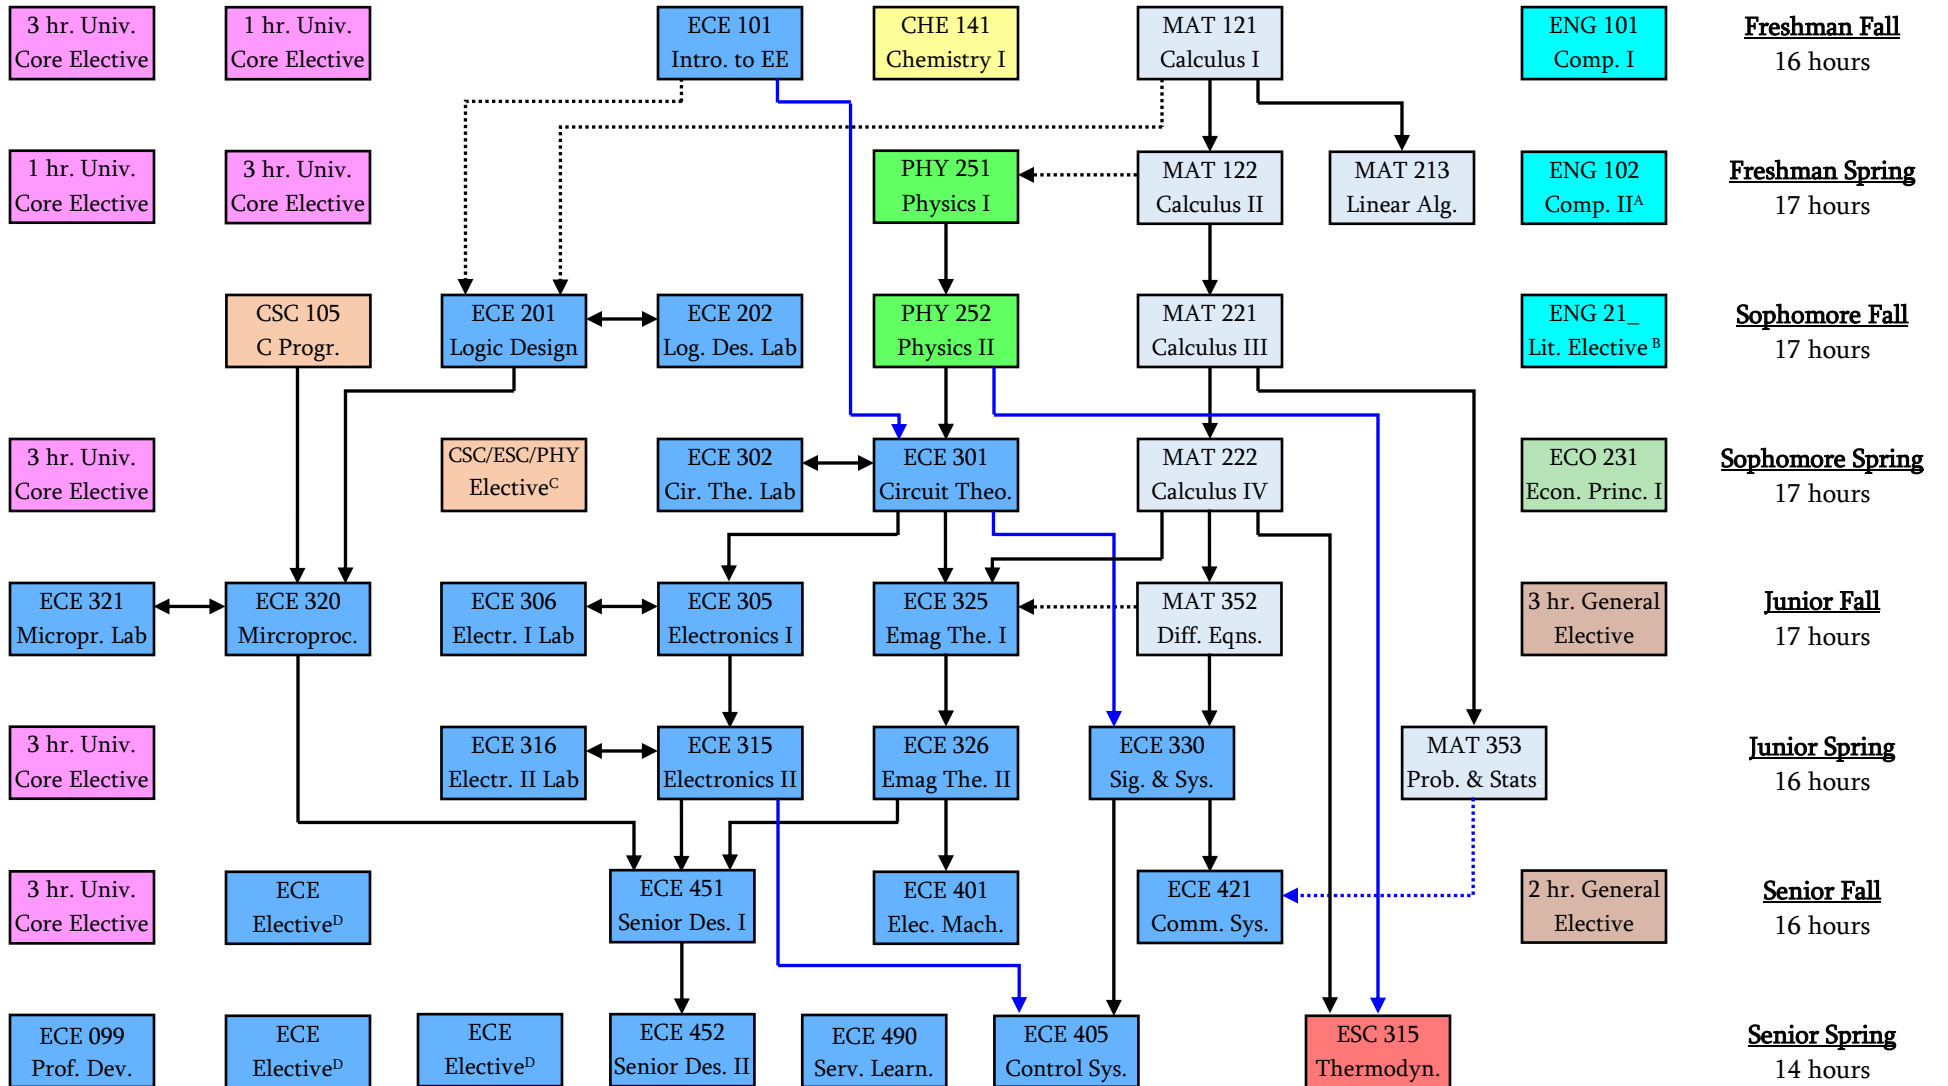 3 hr. Univ.
Core Elective
1 hr. Univ.
Core Elective
ECE 101
Intro. to EE
CHE 141
Chemistry I
MAT 121
Calculus I
ENG 101
Comp. I
Freshman Fall
16 hours
1 hr. Univ.
Core Elective
3 hr. Univ.
Core Elective
PHY 251
Physics I
MAT 122
Calculus II
MAT 213
Linear Alg.
ENG 102
Comp. IIA
Freshman Spring
17 hours
CSC 105
C Progr.
ECE 201
Logic Design
ECE 202
Log. Des. Lab
PHY 252
Physics II
MAT 221
Calculus III
ENG 21_
Lit. Elective B
Sophomore Fall
17 hours
3 hr. Univ.
Core Elective
CSC/ESC/PHY
ElectiveC
ECE 302
Cir. The. Lab
ECE 301
Circuit Theo.
MAT 222
Calculus IV
ECO 231
Econ. Princ. I
Sophomore Spring
17 hours
ECE 321
Micropr. Lab
ECE 320
Mircroproc.
ECE 306
Electr. I Lab
ECE 305
Electronics I
ECE 325
Emag The. I
MAT 352
Diff. Eqns.
3 hr. General
Elective
Junior Fall
17 hours
3 hr. Univ.
Core Elective
ECE 316
Electr. II Lab
ECE 315
Electronics II
ECE 326
Emag The. II
ECE 330
Sig. & Sys.
MAT 353
Prob. & Stats
Junior Spring
16 hours
3 hr. Univ.
Core Elective
ECE
ElectiveD
ECE 451
Senior Des. I
ECE 401
Elec. Mach.
ECE 421
Comm. Sys.
2 hr. General
Elective
Senior Fall
16 hours
ECE 099
Prof. Dev.
ECE
ElectiveD
ECE
ElectiveD
ECE 452
Senior Des. II
ECE 490
Serv. Learn.
ECE 405
Control Sys.
ESC 315
Thermodyn.
Senior Spring
14 hours